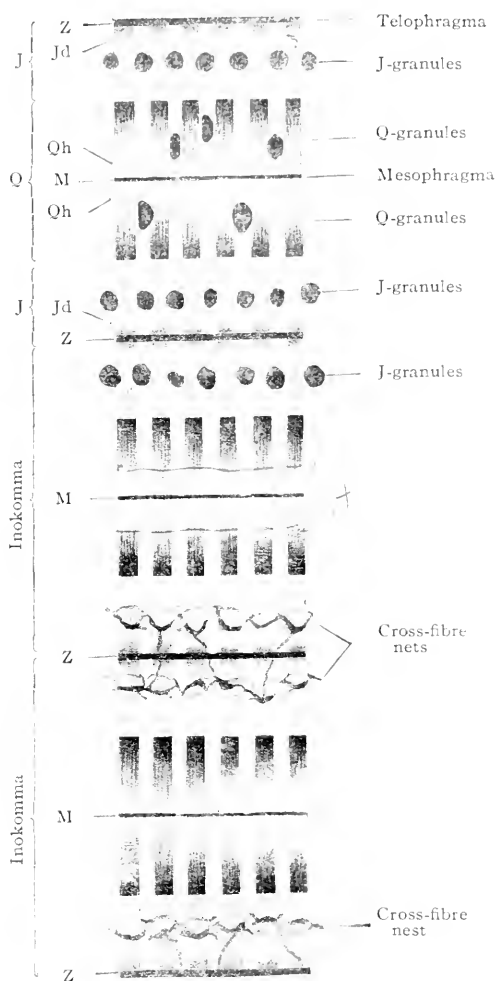 Z Telophragma
Jd
J J-granules
Q-granules
Qh
Q M Mesophragma
Qh
Q-granules
J-granules
J Jd
Z
J-granules
Inokomma
M
Cross-fibre
nets
Z
Inokomma
M
Cross-fibre
nest
Z